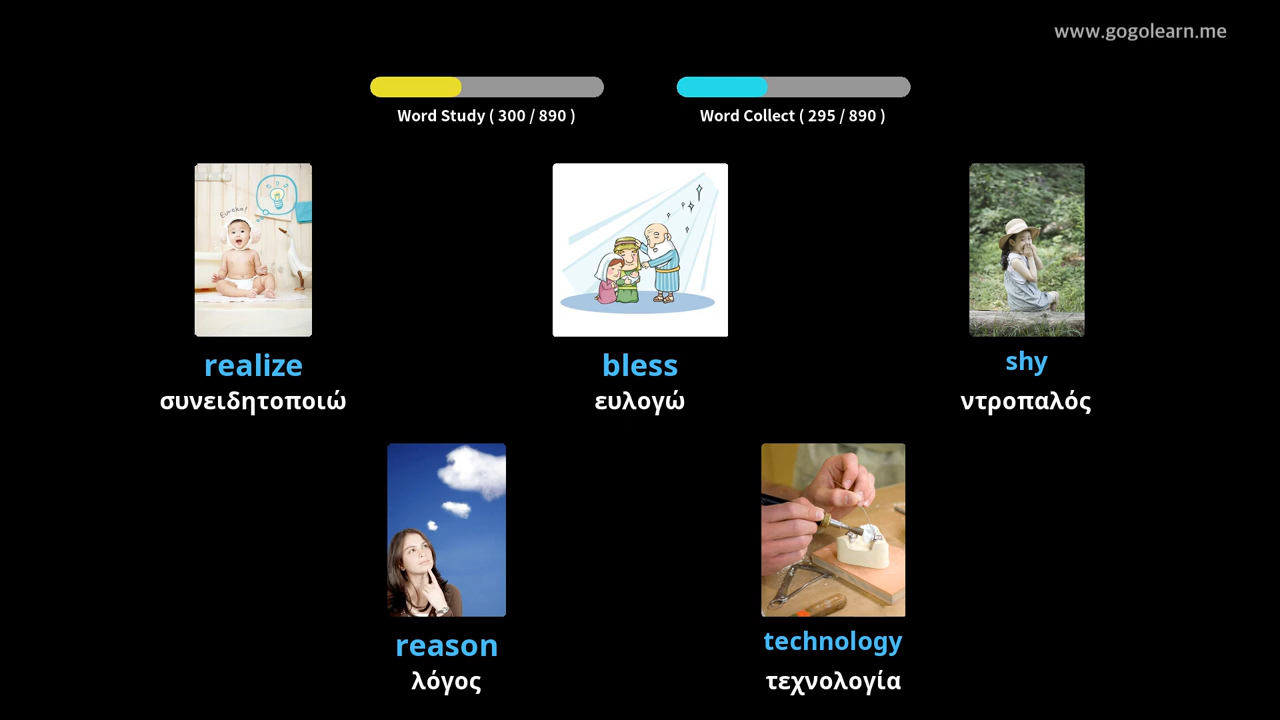 www.gogolearn.me
Word Study ( 300 / 890 )
Word Collect ( 295 / 890 )
Eureka!
realize
συνειδητοποιώ
bless
ευλογώ
shy
ντροπαλός
reason
λόγος
technology
τεχνολογία